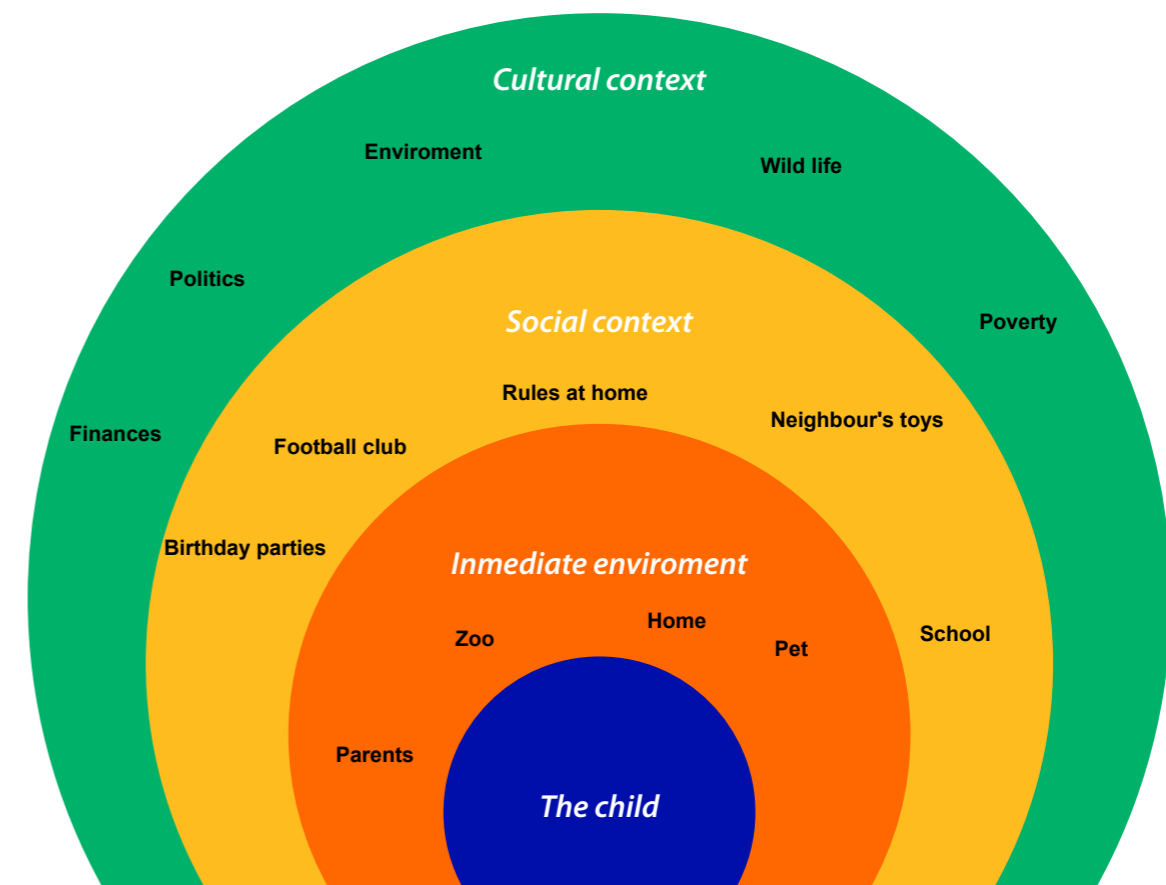 Cultural context
Enviroment
Wild life
Politics
Poverty
Finances
Social context
Rules at home
Neighbour's toys
Football club
Birthday parties
School
Inmediate enviroment
Home
Zoo
Pet
Parents
The child